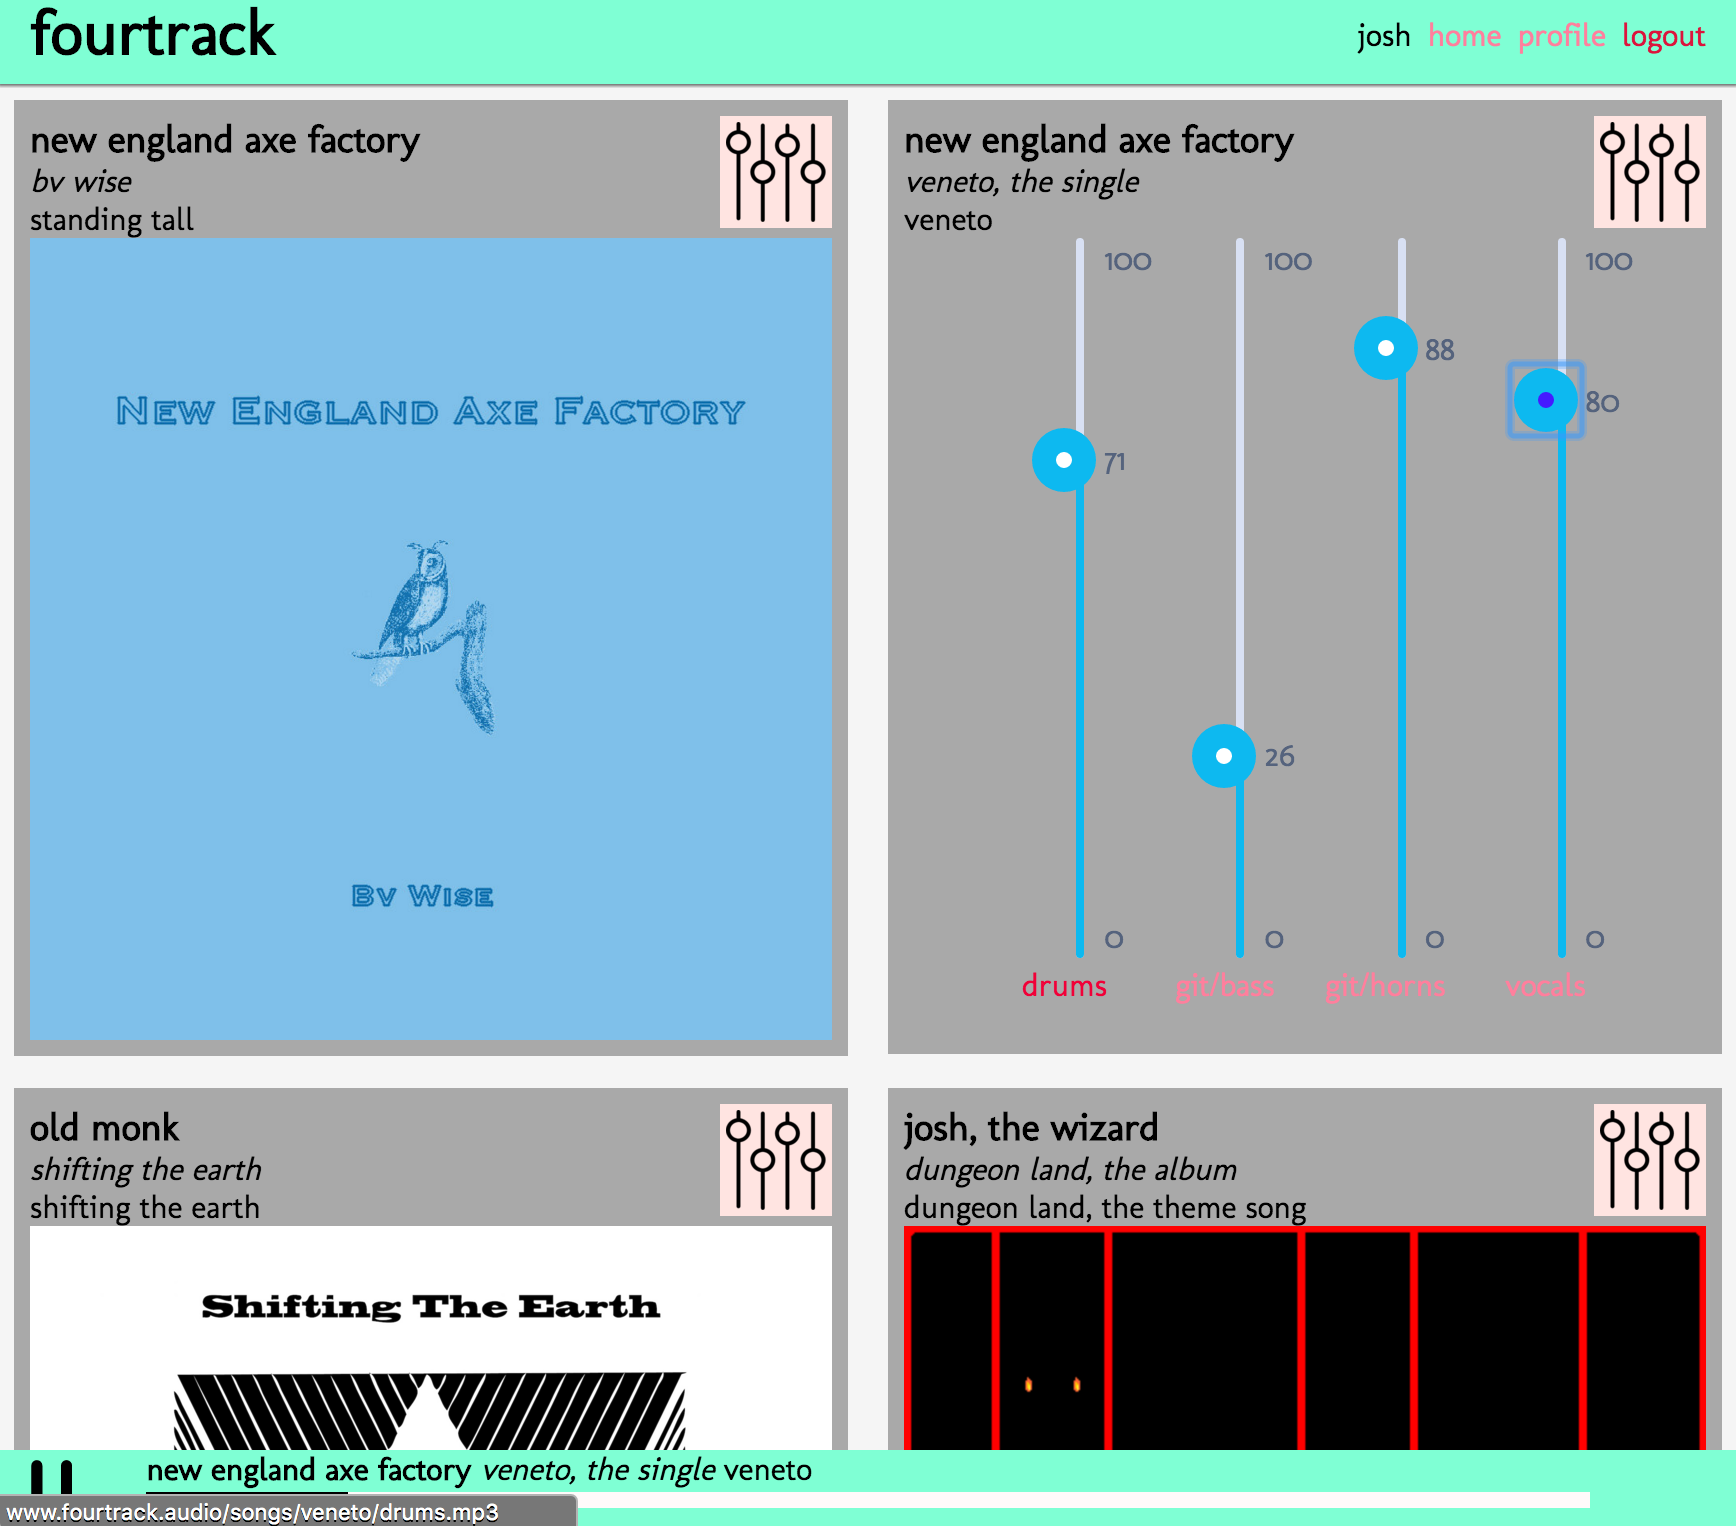 fourtrack
josh home profile logout
new england axe factory
bv wise
standing tall
New England Axe Factory
Bv Wise
new england axe factory
veneto, the single
veneto
100 100 100
88
80
71
26
0 0 0 0
drums git/bass git/horns vocals
old monk
shifting the earth
shifting the earth
Shifting The Earth
josh, the wizard
dungeon land, the album
dungeon land, the theme song
new england axe factory veneto, the single veneto
www.fourtrack.audio/songs/veneto/drums.mp3